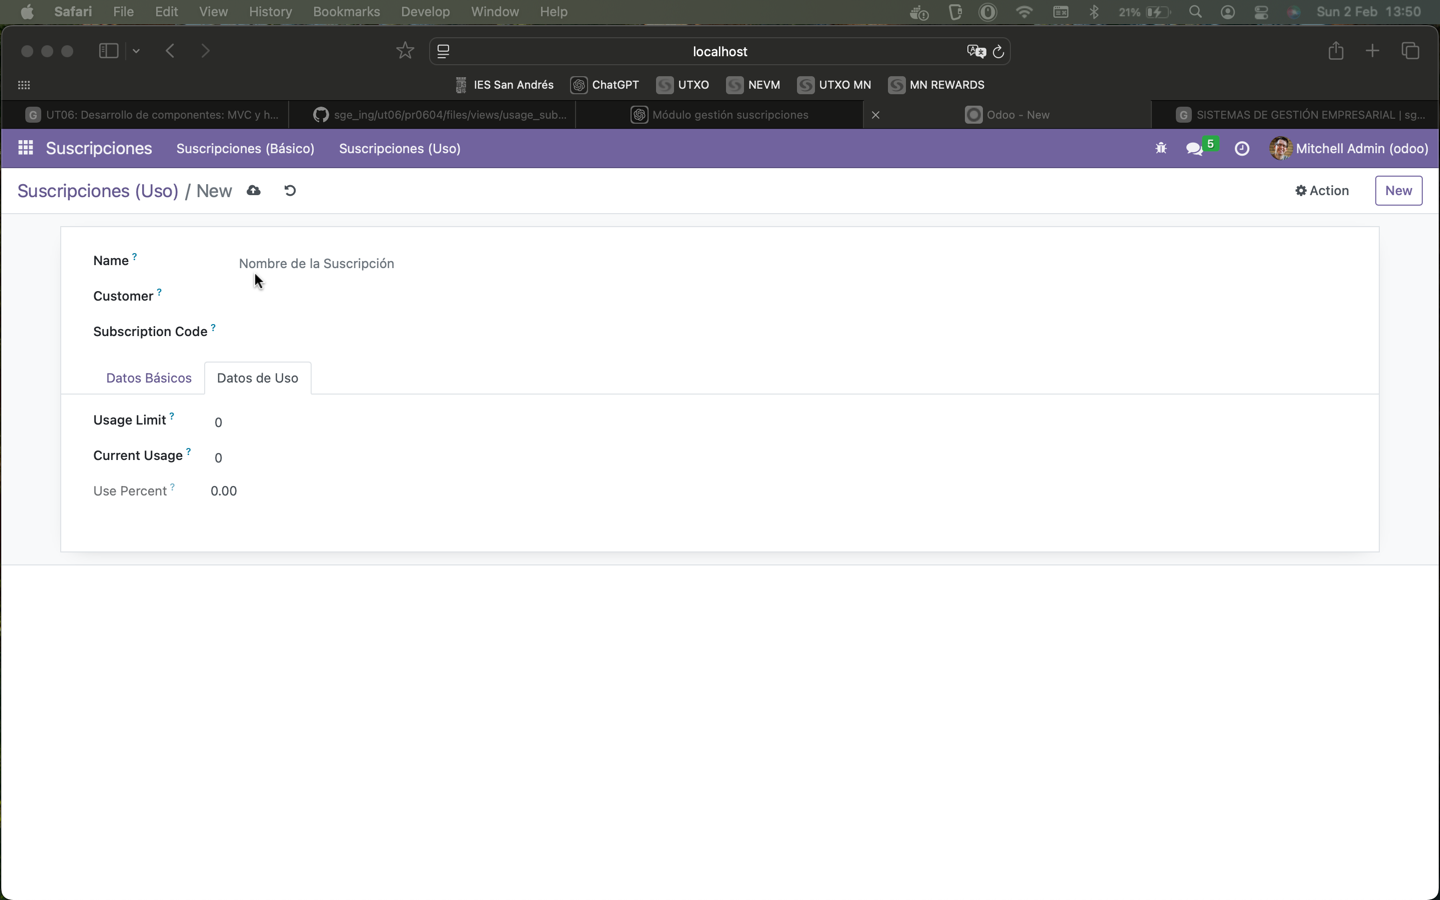 Safari File Edit View History Bookmarks Develop Window Help 21% Sun 2 Feb 13:50
localhost
IES San Andrés ChatGPT UTXO NEVM UTXO MN MN REWARDS
G UT06: Desarrollo de componentes: MVC y h... sge_ing/ut06/pr0604/files/views/usage_sub... Módulo gestión suscripciones Odoo - New G SISTEMAS DE GESTIÓN EMPRESARIAL | sg...
Suscripciones Suscripciones (Básico) Suscripciones (Uso) 5 Mitchell Admin (odoo)
Suscripciones (Uso) / New Action New
Name ? Nombre de la Suscripción
Customer ?
Subscription Code ?
Datos Básicos Datos de Uso
Usage Limit ? 0
Current Usage ? 0
Use Percent ? 0.00